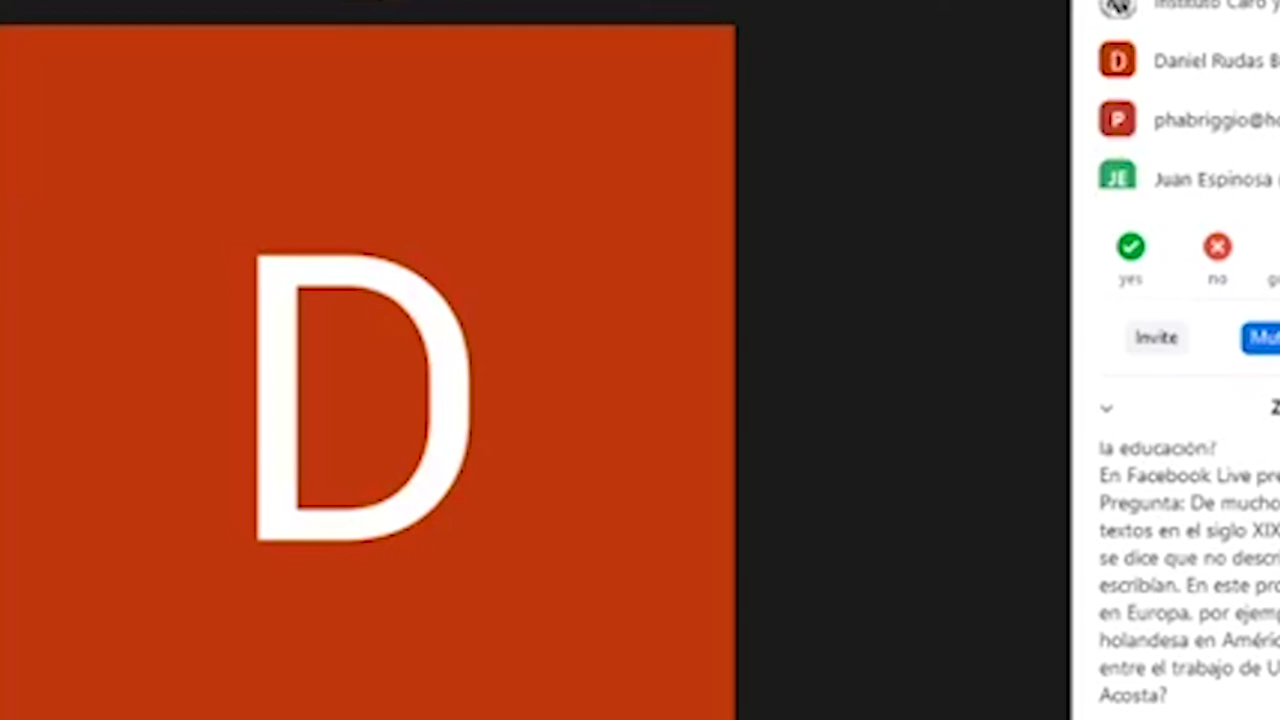 D
Instituto Caro y
D Daniel Rudas B
P phabriggio@ho
JE Juan Espinosa
yes no
Invite Mut
la educación?
En Facebook Live pre
Pregunta: De mucho
textos en el siglo XIX
se dice que no descri
escribían. En este pro
en Europa, por ejemp
holandesa en Améric
entre el trabajo de U
Acosta?